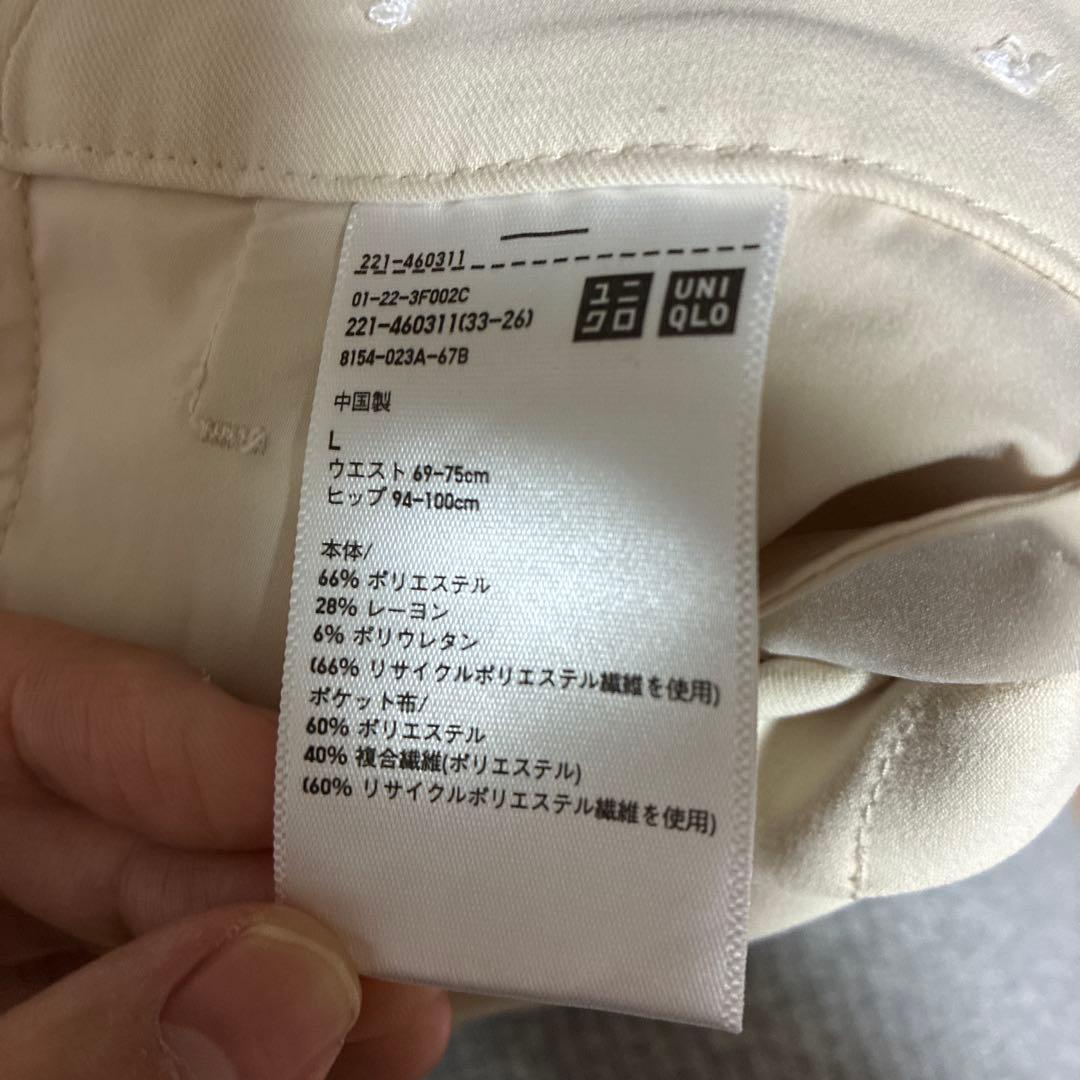 221-460311
01-22-3F002C
221-460311(33-26)
8154-023A-67B
ユニ
クロ
UNI
QLO
中国製
L
ウエスト 69-75cm
ヒップ 94-100cm
本体/
66% ポリエステル
28% レーヨン
6% ポリウレタン
(66% リサイクルポリエステル繊維を使用)
ポケット布/
60% ポリエステル
40% 複合繊維(ポリエステル)
(60% リサイクルポリエステル繊維を使用)